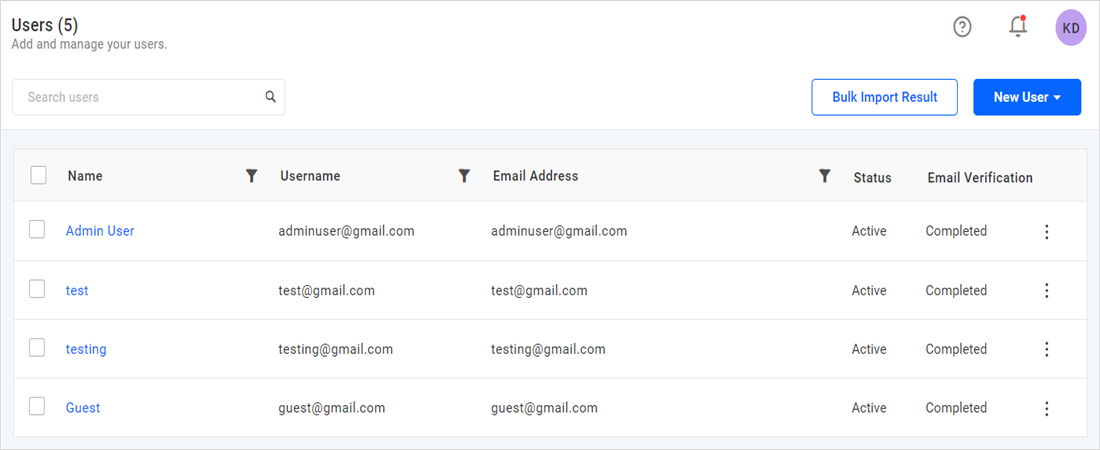 Users (5)
Add and manage your users.
KD
Search users
Bulk Import Result
New User
Name Username Email Address Status Email Verification
Admin User adminuser@gmail.com adminuser@gmail.com Active Completed
test test@gmail.com test@gmail.com Active Completed
testing testing@gmail.com testing@gmail.com Active Completed
Guest guest@gmail.com guest@gmail.com Active Completed